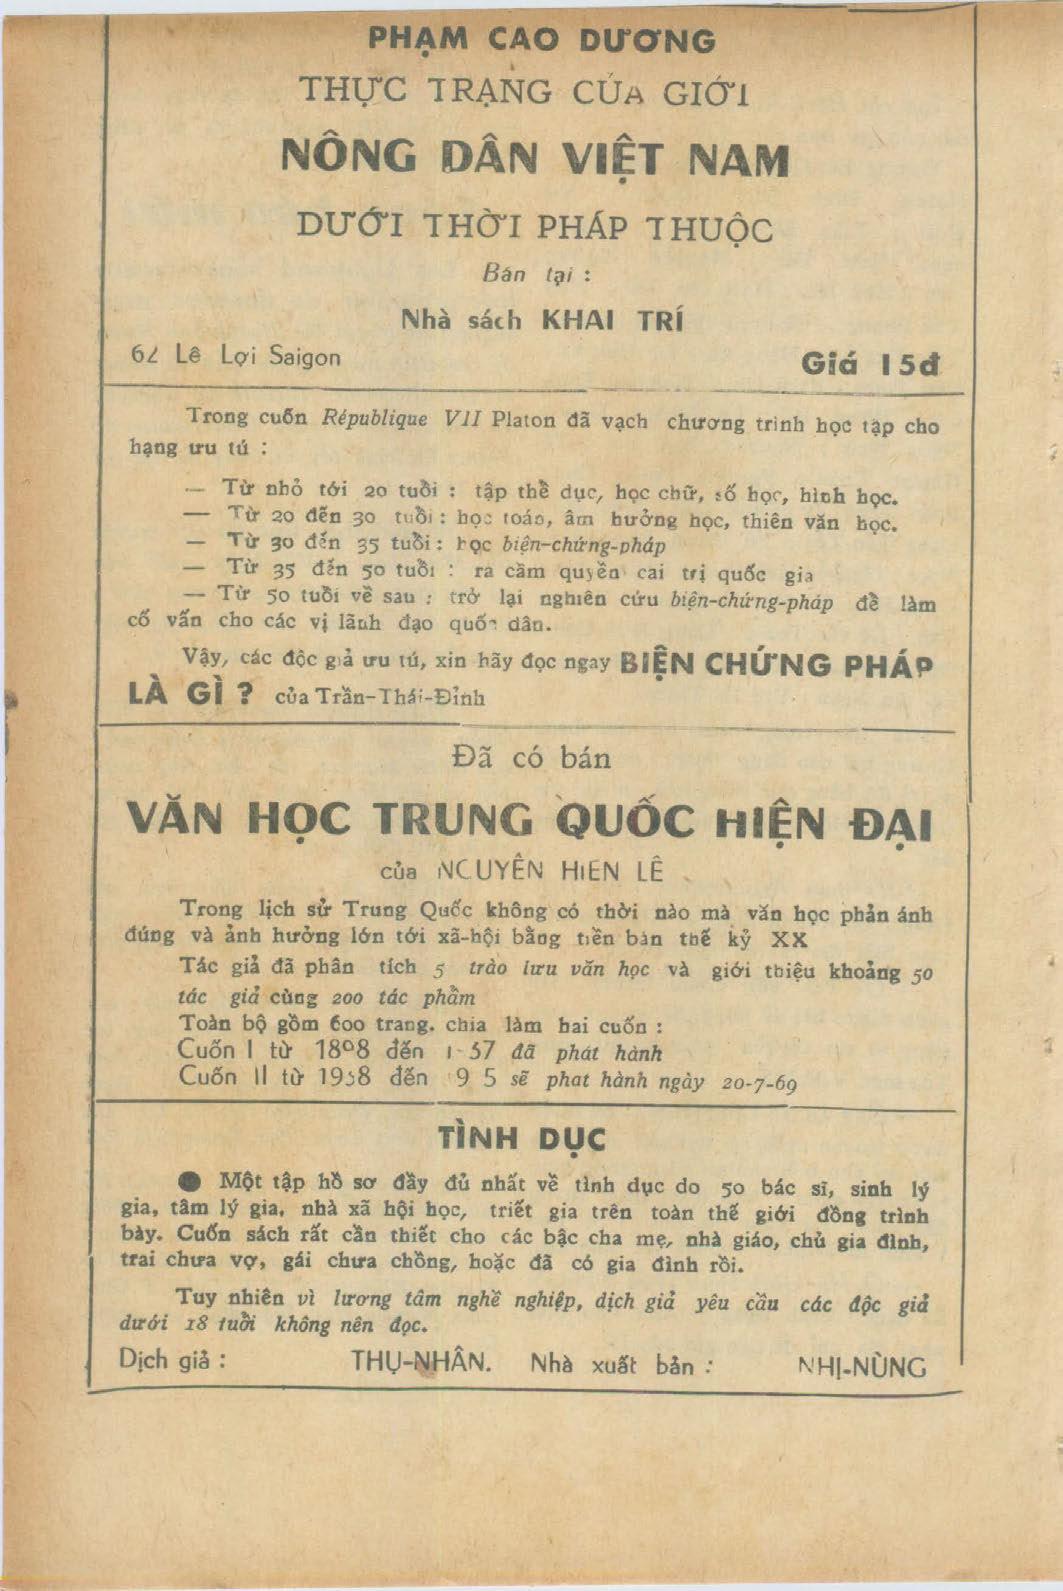 PHẠM CAO DƯƠNG
THỰC TRẠNG CỦA GIỚI
NÔNG DÂN VIỆT NAM
DƯỚI THỜI PHÁP THUỘC
Bán tại :
Nhà sách KHAI TRÍ
62 Lê Lợi Saigon
Giá 15đ
Trong cuốn République VII Platon đã vạch chương trình học tập cho
hạng ưu tú :
— Từ nhỏ tới 20 tuổi : tập thể dục, học chữ, số học, hình học.
— Từ 20 đến 30 tuổi : học toán, âm hưởng học, thiên văn học.
— Từ 30 đến 35 tuổi : học biện-chứng-pháp
— Từ 35 đến 50 tuổi : ra cầm quyền cai trị quốc gia
— Từ 50 tuổi về sau : trở lại nghiên cứu biện-chứng-pháp để làm
cố vấn cho các vị lãnh đạo quốc dân.
Vậy, các độc giả ưu tú, xin hãy đọc ngay BIỆN CHỨNG PHÁP
LÀ GÌ ? của Trần-Thái-Đỉnh
Đã có bán
VĂN HỌC TRUNG QUỐC HIỆN ĐẠI
của NGUYỄN HIẾN LÊ
Trong lịch sử Trung Quốc không có thời nào mà văn học phản ánh
đúng và ảnh hưởng lớn tới xã-hội bằng tiền bán thế kỷ XX
Tác giả đã phân tích 5 trào lưu văn học và giới thiệu khoảng 50
tác giả cùng 200 tác phẩm
Toàn bộ gồm 600 trang. chia làm hai cuốn :
Cuốn I từ đến đã phát hành
Cuốn II từ 1938 đến sẽ phát hành ngày 20-7-69
TÌNH DỤC
● Một tập hồ sơ đầy đủ nhất về tình dục do 50 bác sĩ, sinh lý
gia, tâm lý gia, nhà xã hội học, triết gia trên toàn thế giới đồng trình
bày. Cuốn sách rất cần thiết cho các bậc cha mẹ, nhà giáo, chủ gia đình,
trai chưa vợ, gái chưa chồng, hoặc đã có gia đình rồi.
Tuy nhiên vì lương tâm nghề nghiệp, dịch giả yêu cầu các độc giả
dưới 18 tuổi không nên đọc.
Dịch giả : THỤ-NHÂN. Nhà xuất bản : NHỊ-NÙNG